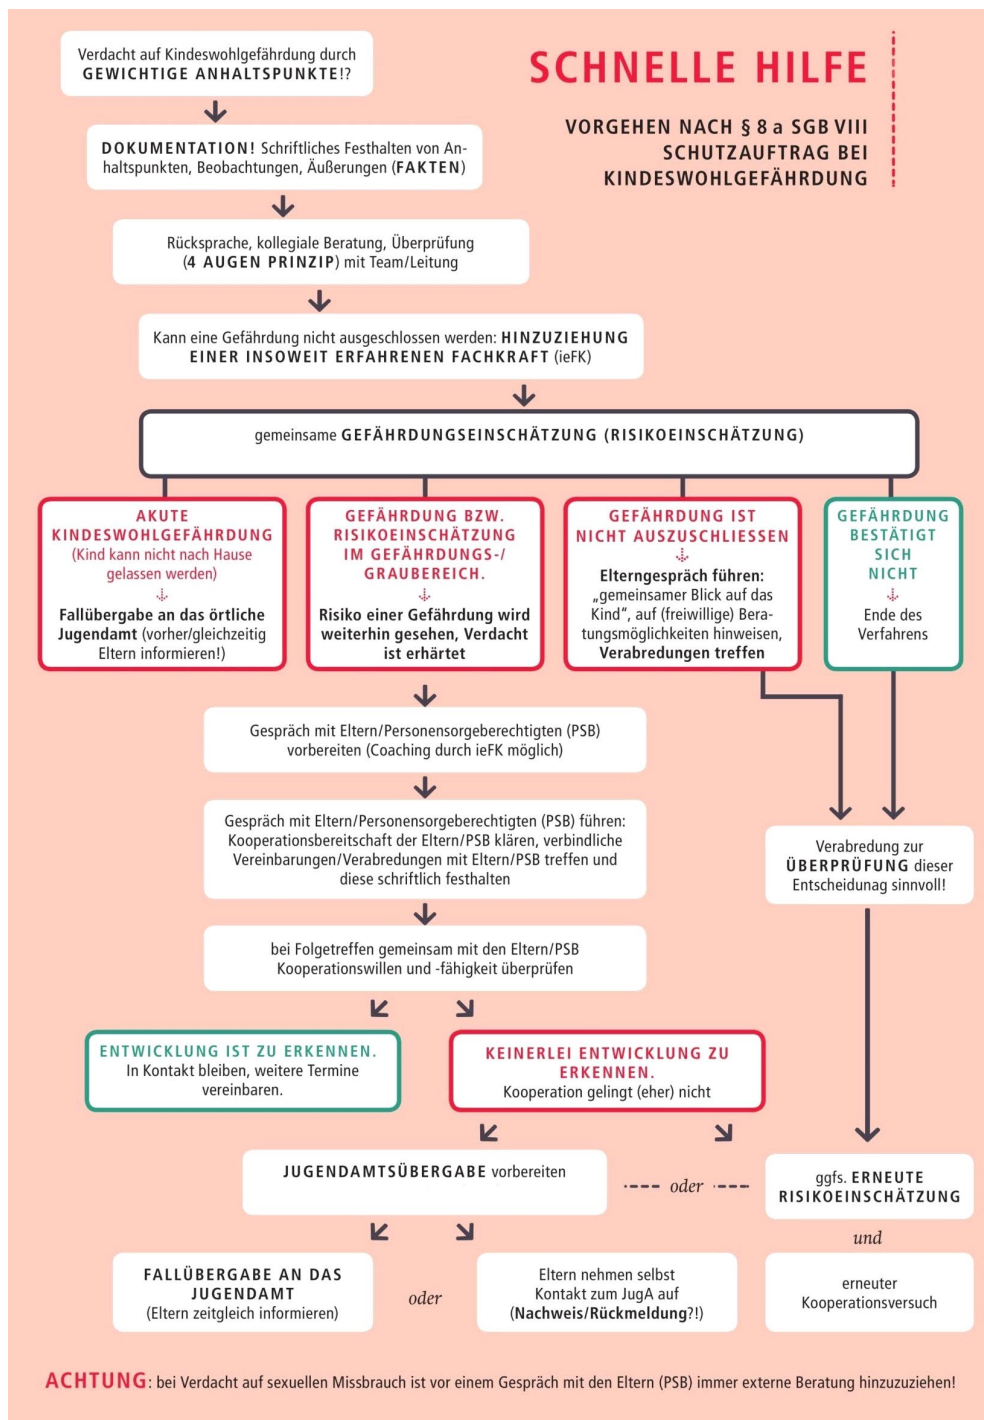 Verdacht auf Kindeswohlgefährdung durch
GEWICHTIGE ANHALTSPUNKTE!?
SCHNELLE HILFE
VORGEHEN NACH § 8 a SGB VIII
SCHUTZAUFTRAG BEI
KINDESWOHLGEFÄHRDUNG
DOKUMENTATION! Schriftliches Festhalten von An-
haltspunkten, Beobachtungen, Äußerungen (FAKTEN)
Rücksprache, kollegiale Beratung, Überprüfung
(4 AUGEN PRINZIP) mit Team/Leitung
Kann eine Gefährdung nicht ausgeschlossen werden: HINZUZIEHUNG
EINER INSOWEIT ERFAHRENEN FACHKRAFT (ieFK)
gemeinsame GEFÄHRDUNGSEINSCHÄTZUNG (RISIKOEINSCHÄTZUNG)
AKUTE
KINDESWOHLGEFÄHRDUNG
(Kind kann nicht nach Hause
gelassen werden)
Fallübergabe an das örtliche
Jugendamt (vorher/gleichzeitig
Eltern informieren!)
GEFÄHRDUNG BZW.
RISIKOEINSCHÄTZUNG
IM GEFÄHRDUNGS-/
GRAUBEREICH.
Risiko einer Gefährdung wird
weiterhin gesehen, Verdacht
ist erhärtet
GEFÄHRDUNG IST
NICHT AUSZUSCHLIESSEN
Elterngespräch führen:
„gemeinsamer Blick auf das
Kind“, auf (freiwillige) Bera-
tungsmöglichkeiten hinweisen,
Verabredungen treffen
GEFÄHRDUNG
BESTÄTIGT
SICH
NICHT
Ende des
Verfahrens
Gespräch mit Eltern/Personensorgeberechtigten (PSB)
vorbereiten (Coaching durch ieFK möglich)
Gespräch mit Eltern/Personensorgeberechtigten (PSB) führen:
Kooperationsbereitschaft der Eltern/PSB klären, verbindliche
Vereinbarungen/Verabredungen mit Eltern/PSB treffen und
diese schriftlich festhalten
Verabredung zur
ÜBERPRÜFUNG dieser
Entscheidunag sinnvoll!
bei Folgetreffen gemeinsam mit den Eltern/PSB
Kooperationswillen und -fähigkeit überprüfen
ENTWICKLUNG IST ZU ERKENNEN.
In Kontakt bleiben, weitere Termine
vereinbaren.
KEINERLEI ENTWICKLUNG ZU
ERKENNEN.
Kooperation gelingt (eher) nicht
JUGENDAMTSÜBERGABE vorbereiten
oder
ggfs. ERNEUTE
RISIKOEINSCHÄTZUNG
und
FALLÜBERGABE AN DAS
JUGENDAMT
(Eltern zeitgleich informieren)
oder
Eltern nehmen selbst
Kontakt zum JugA auf
(Nachweis/Rückmeldung?!)
erneuter
Kooperationsversuch
ACHTUNG: bei Verdacht auf sexuellen Missbrauch ist vor einem Gespräch mit den Eltern (PSB) immer externe Beratung hinzuzuziehen!